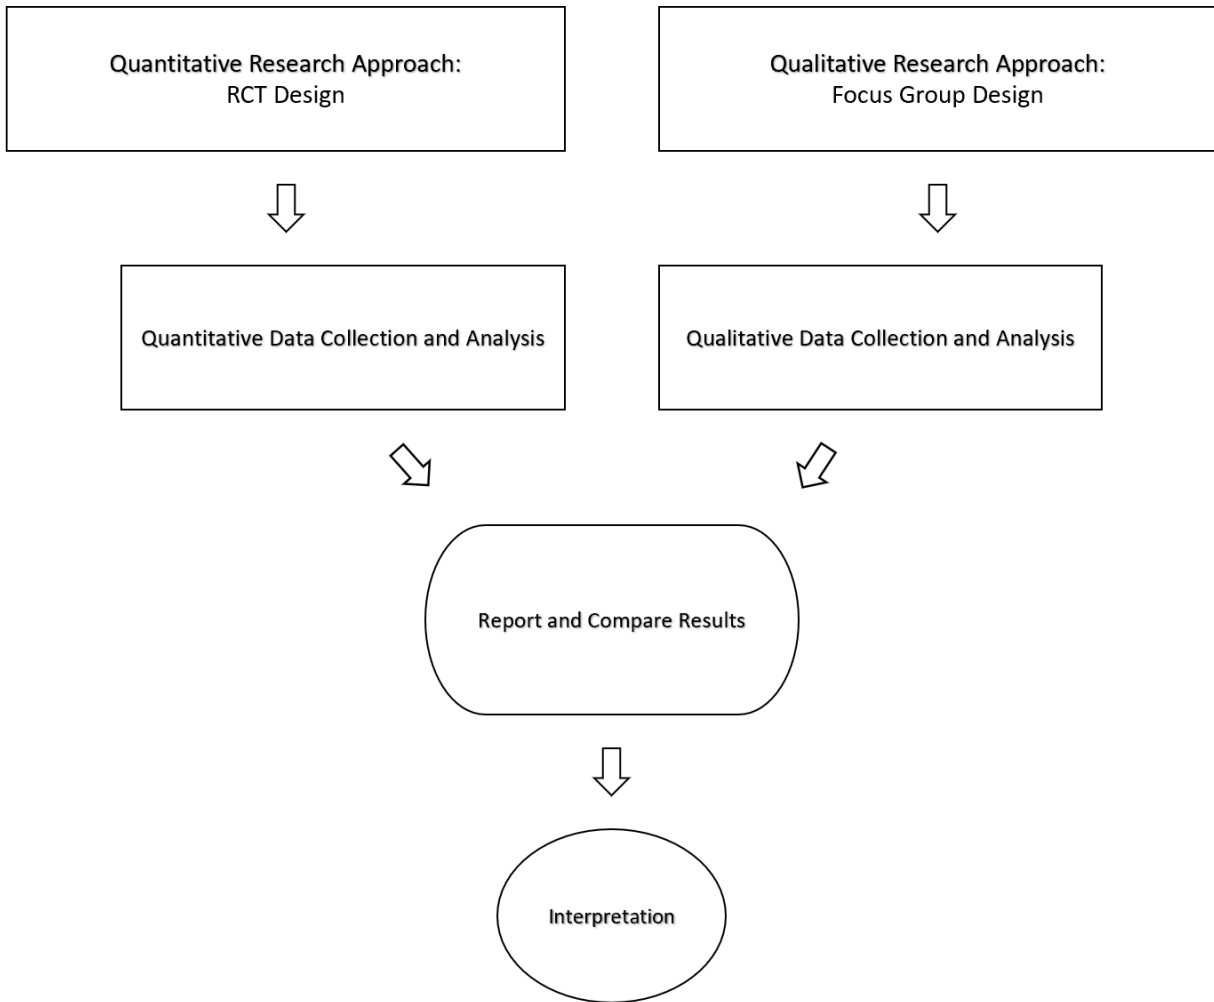 Quantitative Research Approach:
RCT Design
Qualitative Research Approach:
Focus Group Design
Quantitative Data Collection and Analysis
Qualitative Data Collection and Analysis
Report and Compare Results
Interpretation